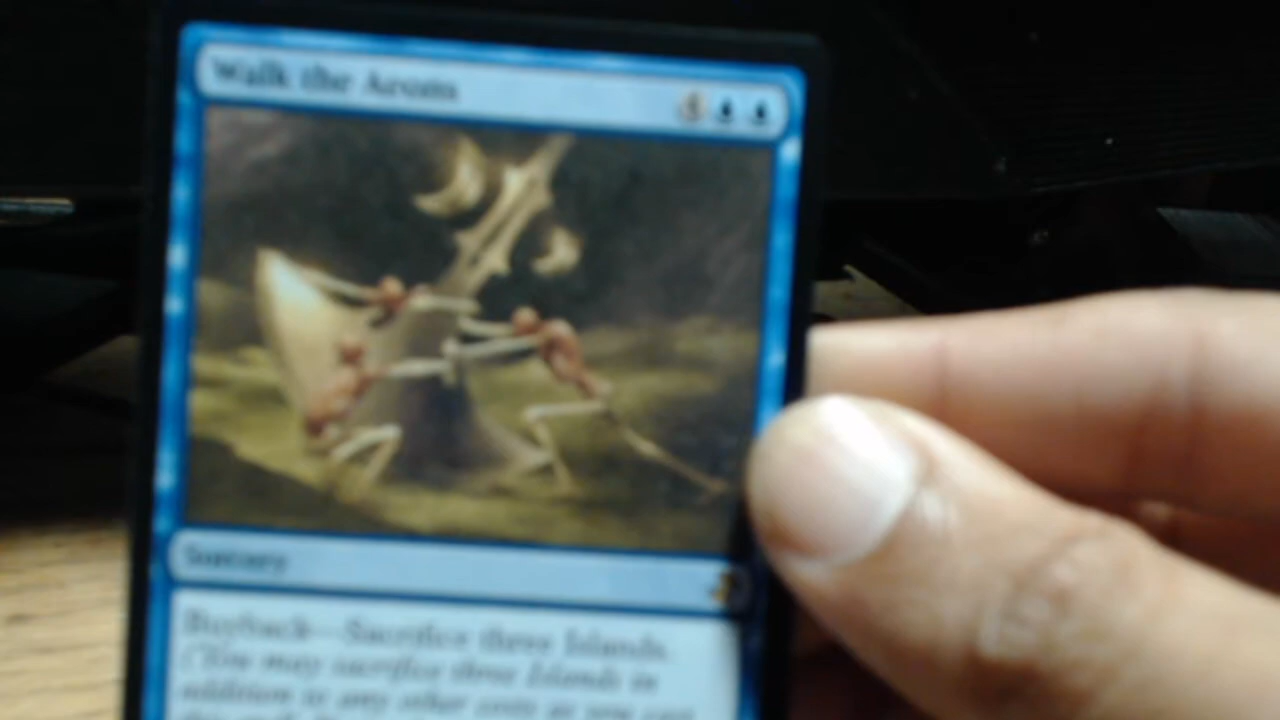 Walk the Aeons 4
Sorcery
Buyback—Sacrifice three Islands.
(You may sacrifice three Islands in
addition to any other costs as you cast